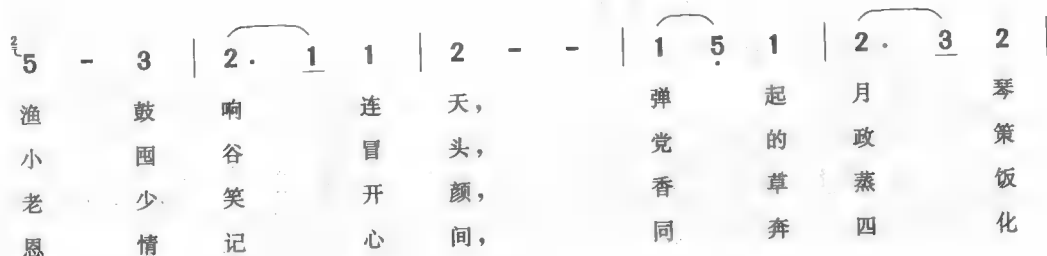 2 5 - 3 | 2. 1 1 | 2 - - | 1 5 1 | 2. 3 2 |
渔 鼓 响 连 天， 弹 起 月 琴
小 囤 谷 冒 头， 党 的 政 策
老 少 笑 开 颜， 香 草 蒸 饭
恩 情 记 心 间， 同 奔 四 化